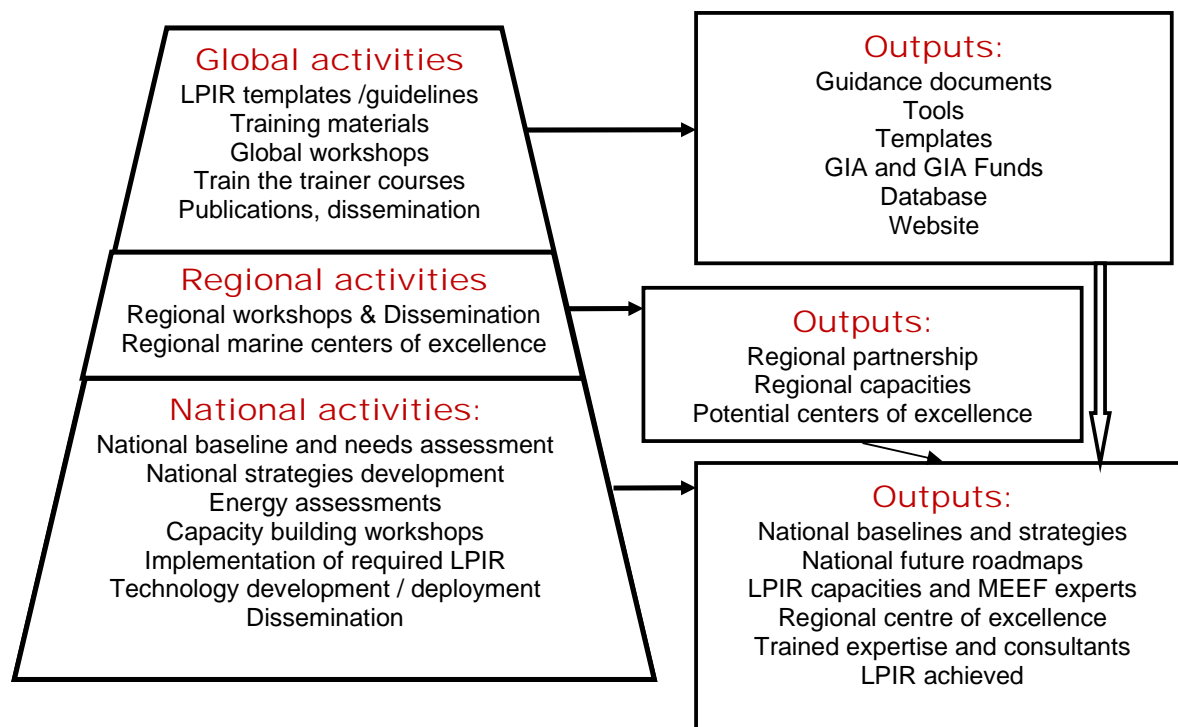 Global activities
LPIR templates /guidelines
Training materials
Global workshops
Train the trainer courses
Publications, dissemination
Outputs:
Guidance documents
Tools
Templates
GIA and GIA Funds
Database
Website
Regional activities
Regional workshops & Dissemination
Regional marine centers of excellence
Outputs:
Regional partnership
Regional capacities
Potential centers of excellence
National activities:
National baseline and needs assessment
National strategies development
Energy assessments
Capacity building workshops
Implementation of required LPIR
Technology development / deployment
Dissemination
Outputs:
National baselines and strategies
National future roadmaps
LPIR capacities and MEEF experts
Regional centre of excellence
Trained expertise and consultants
LPIR achieved